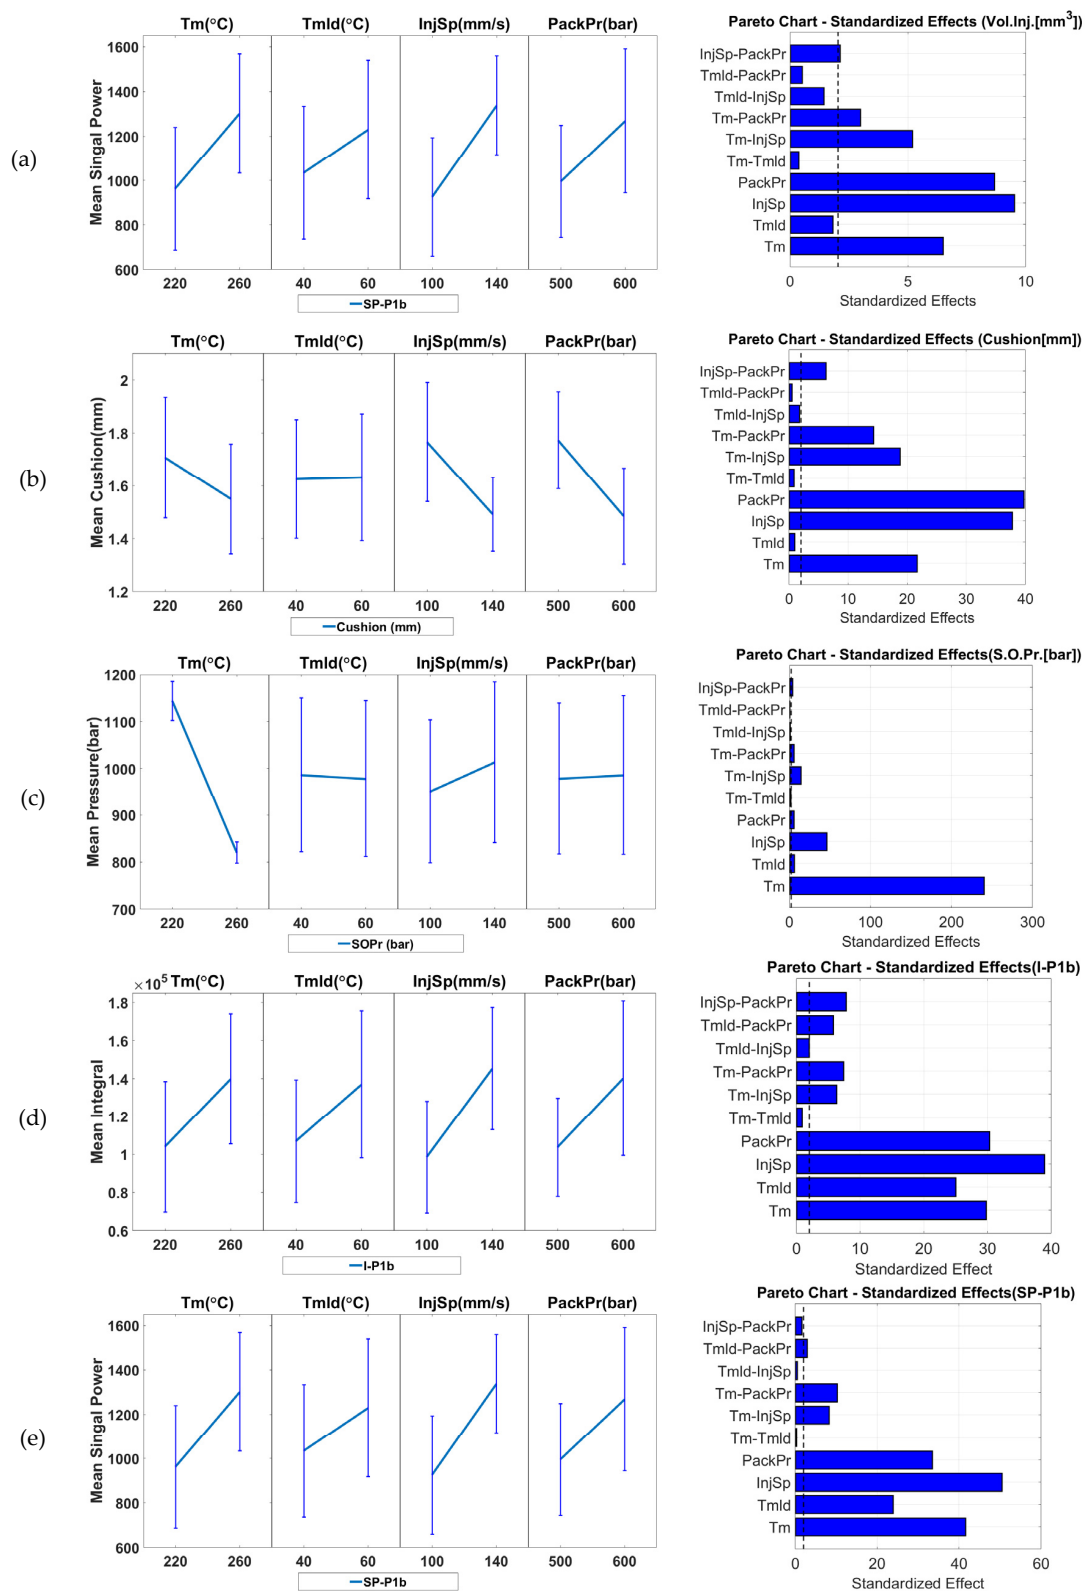 (a)
Tm(°C) Tmld(°C) InjSp(mm/s) PackPr(bar)
Mean Singal Power
1600
1400
1200
1000
800
600
220 260 40 60 100 140 500 600
SP-P1b
Pareto Chart - Standardized Effects (Vol.Inj.[mm³)
InjSp-PackPr
Tmld-PackPr
Tmld-InjSp
Tm-PackPr
Tm-InjSp
Tm-Tmld
PackPr
InjSp
Tmld
Tm
0 5 10
Standardized Effects
(b)
Tm(°C) Tmld(°C) InjSp(mm/s) PackPr(bar)
Mean Cushion(mm)
2
1.8
1.6
1.4
1.2
220 260 40 60 100 140 500 600
Cushion (mm)
Pareto Chart - Standardized Effects (Cushion[mm])
InjSp-PackPr
Tmld-PackPr
Tmld-InjSp
Tm-PackPr
Tm-InjSp
Tm-Tmld
PackPr
InjSp
Tmld
Tm
0 10 20 30 40
Standardized Effects
(c)
Tm(°C) Tmld(°C) InjSp(mm/s) PackPr(bar)
Mean Pressure(bar)
1200
1100
1000
900
800
700
220 260 40 60 100 140 500 600
SOPr (bar)
Pareto Chart - Standardized Effects(S.O.Pr.[bar])
InjSp-PackPr
Tmld-PackPr
Tmld-InjSp
Tm-PackPr
Tm-InjSp
Tm-Tmld
PackPr
InjSp
Tmld
Tm
0 100 200 300
Standardized Effects
(d)
×10⁵ Tm(°C) Tmld(°C) InjSp(mm/s) PackPr(bar)
Mean Integral
1.8
1.6
1.4
1.2
1
0.8
0.6
220 260 40 60 100 140 500 600
I-P1b
Pareto Chart - Standardized Effects(I-P1b)
InjSp-PackPr
Tmld-PackPr
Tmld-InjSp
Tm-PackPr
Tm-InjSp
Tm-Tmld
PackPr
InjSp
Tmld
Tm
0 10 20 30 40
Standardized Effect
(e)
Tm(°C) Tmld(°C) InjSp(mm/s) PackPr(bar)
Mean Singal Power
1600
1400
1200
1000
800
600
220 260 40 60 100 140 500 600
SP-P1b
Pareto Chart - Standardized Effects(SP-P1b)
InjSp-PackPr
Tmld-PackPr
Tmld-InjSp
Tm-PackPr
Tm-InjSp
Tm-Tmld
PackPr
InjSp
Tmld
Tm
0 20 40 60
Standardized Effect